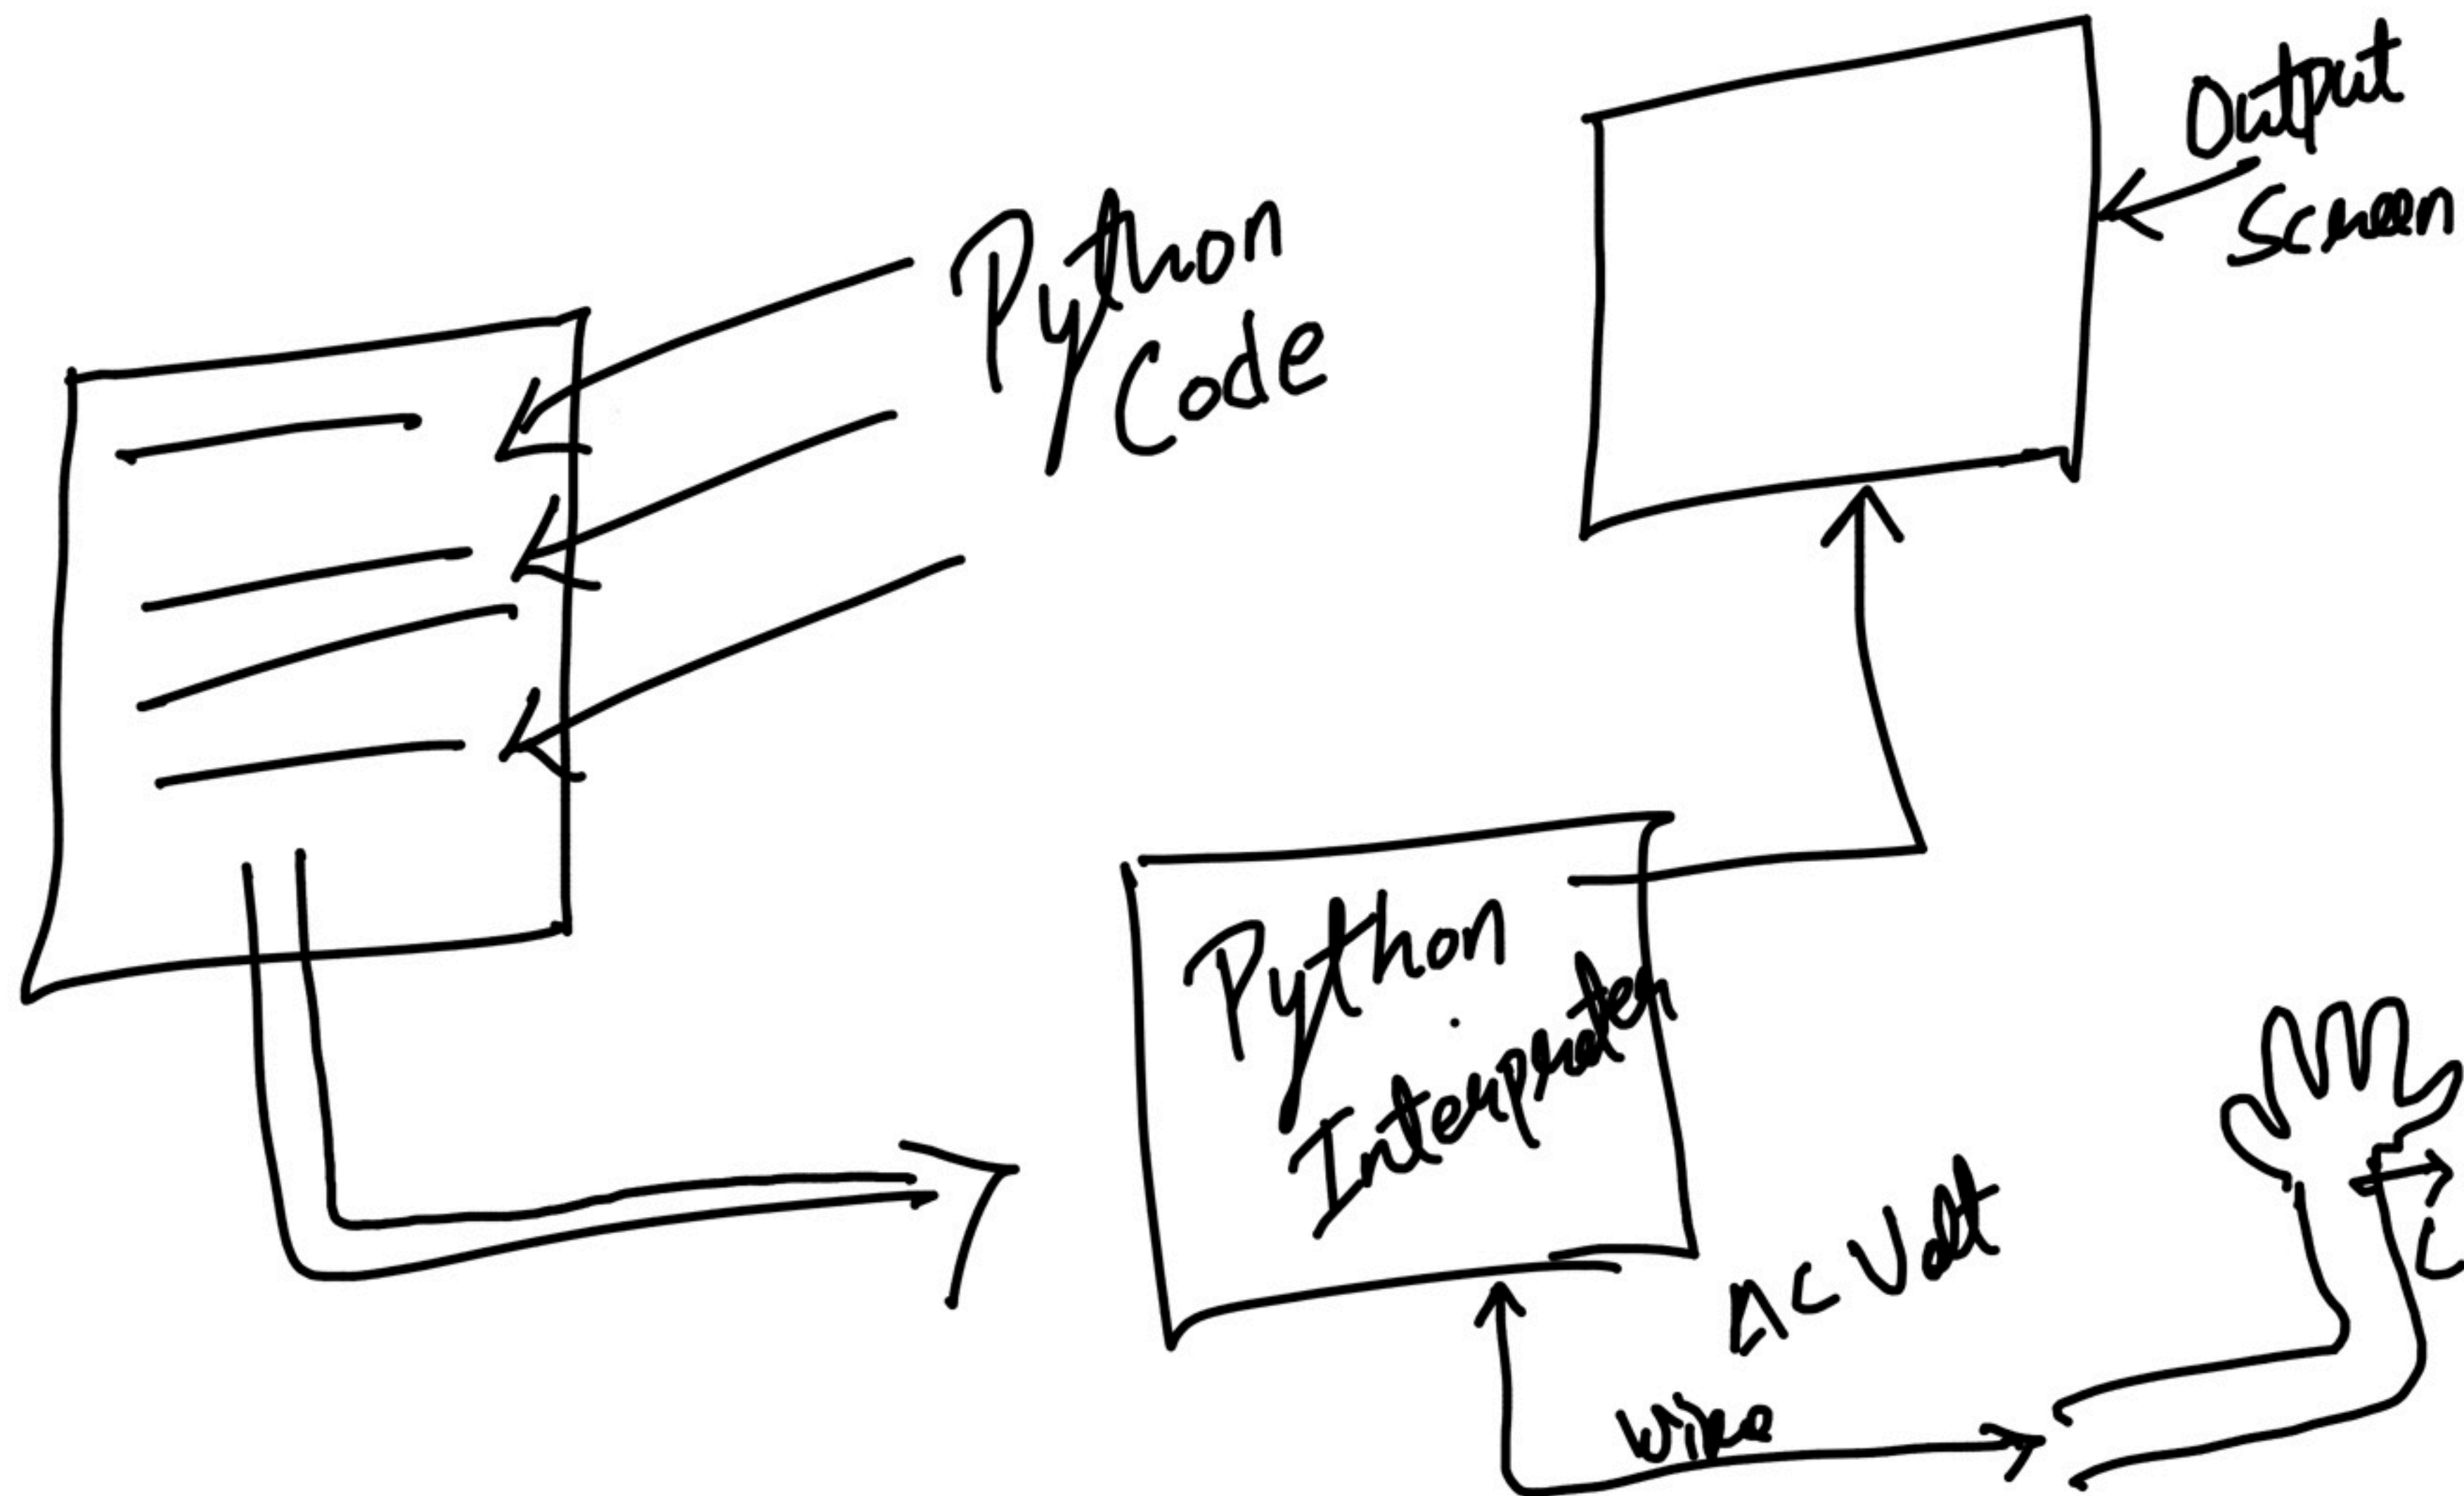 Python
Code
Output
Screen
Python
Interpreter
AC Volt
Wire